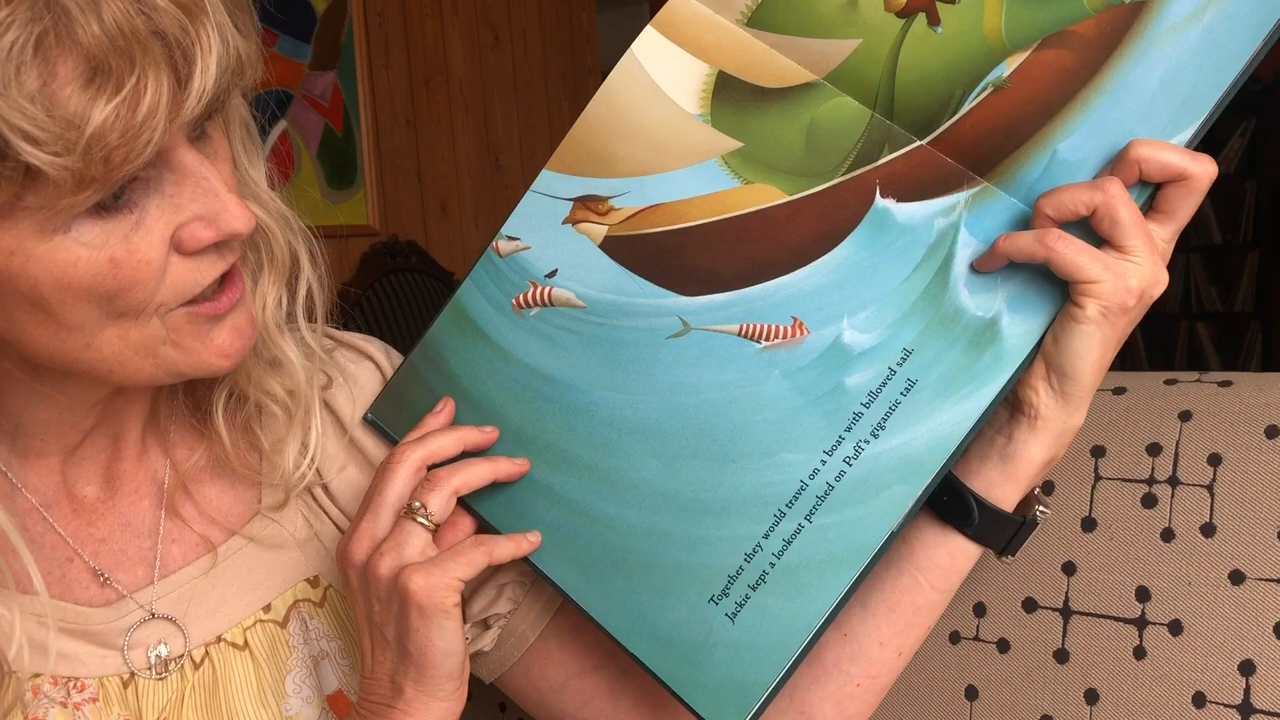 Together they would travel on a boat with billowed sail.
Jackie kept a lookout perched on Puff's gigantic tail.